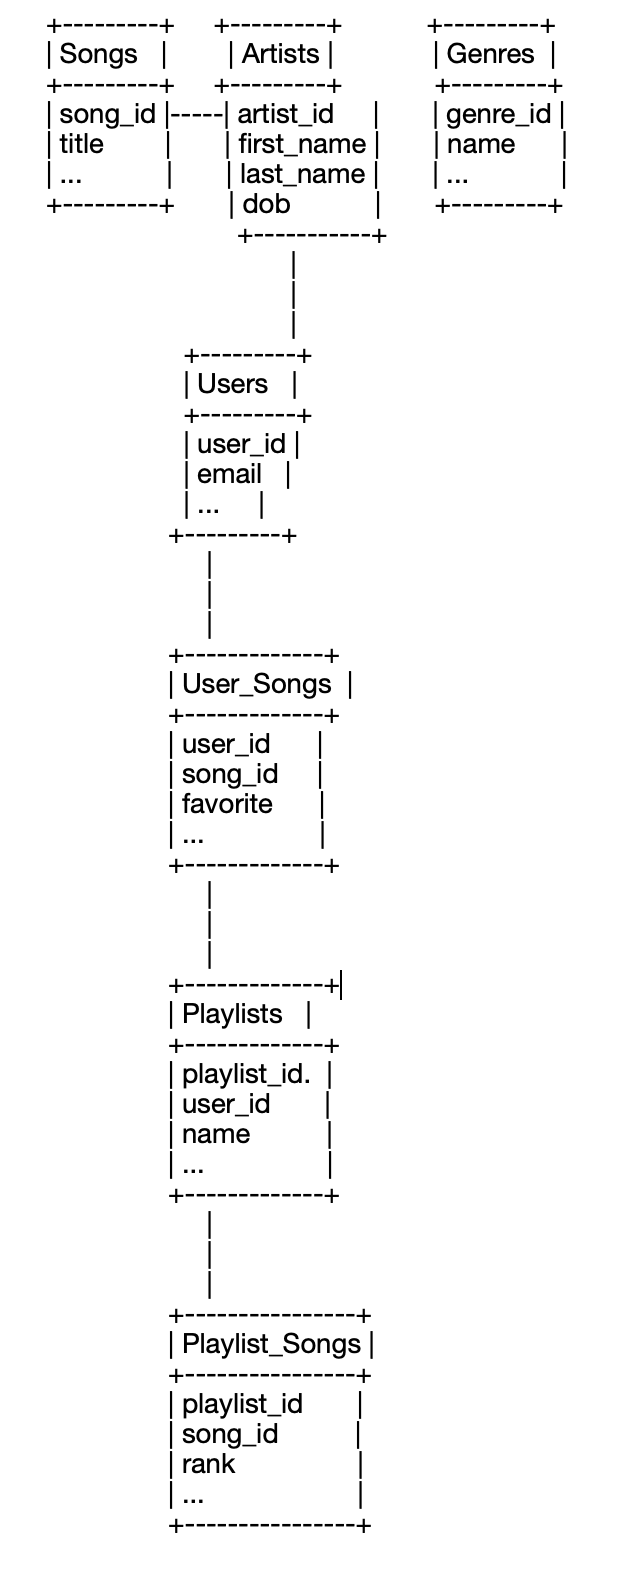 +---------+ +---------+ +---------+
| Songs | | Artists | | Genres |
+---------+ +---------+ +---------+
| song_id |-----| artist_id | | genre_id |
| title | | first_name | | name |
| ... | | last_name | | ... |
+---------+ | dob | +---------+
+-----------+
|
|
|
+---------+
| Users |
+---------+
| user_id |
| email |
| ... |
+---------+
|
|
|
+-------------+
| User_Songs |
+-------------+
| user_id |
| song_id |
| favorite |
| ... |
+-------------+
|
|
|
+-------------+
| Playlists |
+-------------+
| playlist_id. |
| user_id |
| name |
| ... |
+-------------+
|
|
|
+----------------+
| Playlist_Songs |
+----------------+
| playlist_id |
| song_id |
| rank |
| ... |
+----------------+